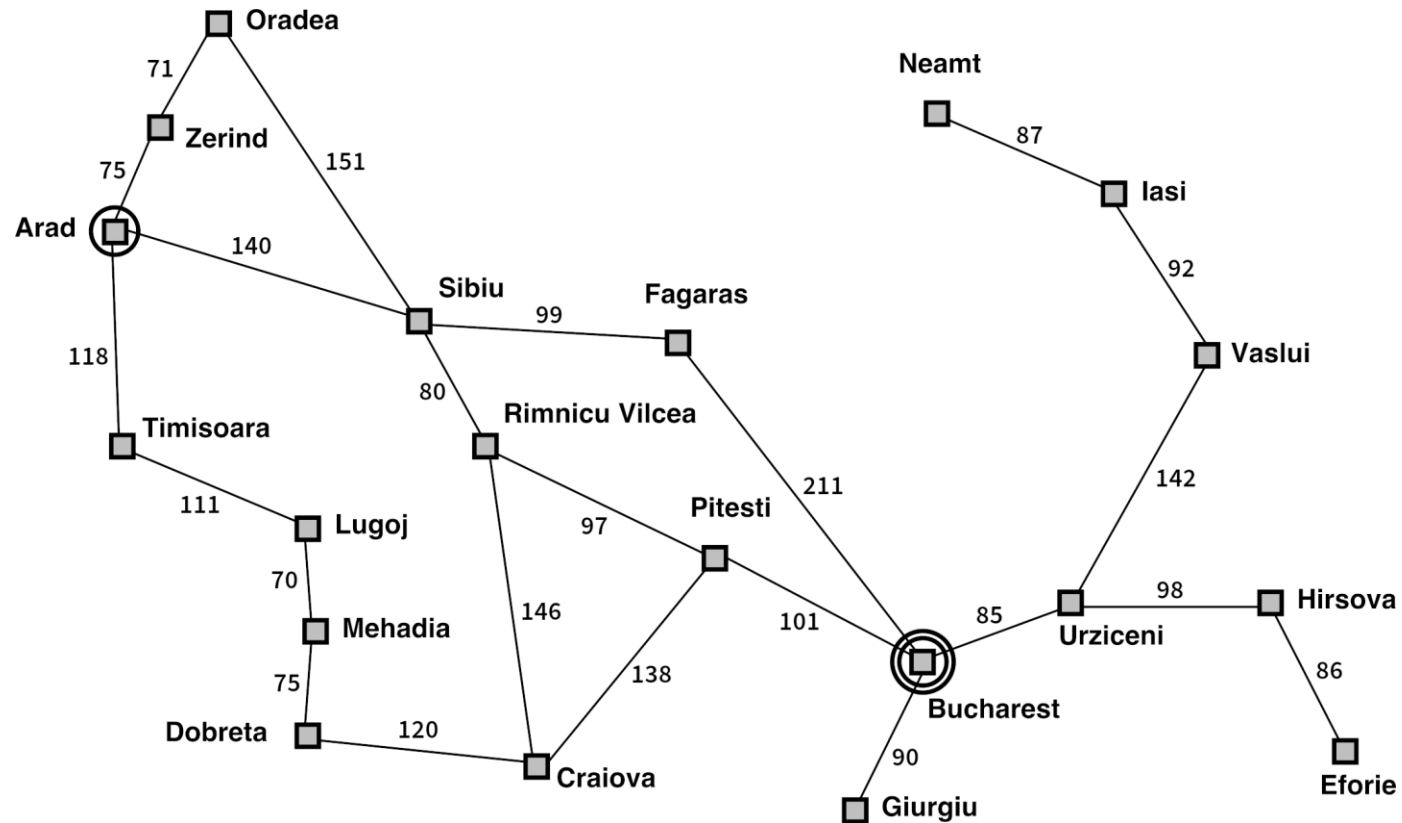 Oradea
Neamt
71
87
Zerind
75
151
Iasi
Arad
140
92
Sibiu
Fagaras
99
118
Vaslui
80
Rimnicu Vilcea
Timisoara
142
211
111
Pitesti
Lugoj
97
70
98
Hirsova
146
101
85
Mehadia
Urziceni
138
86
75
Bucharest
Dobreta
120
90
Craiova
Eforie
Giurgiu